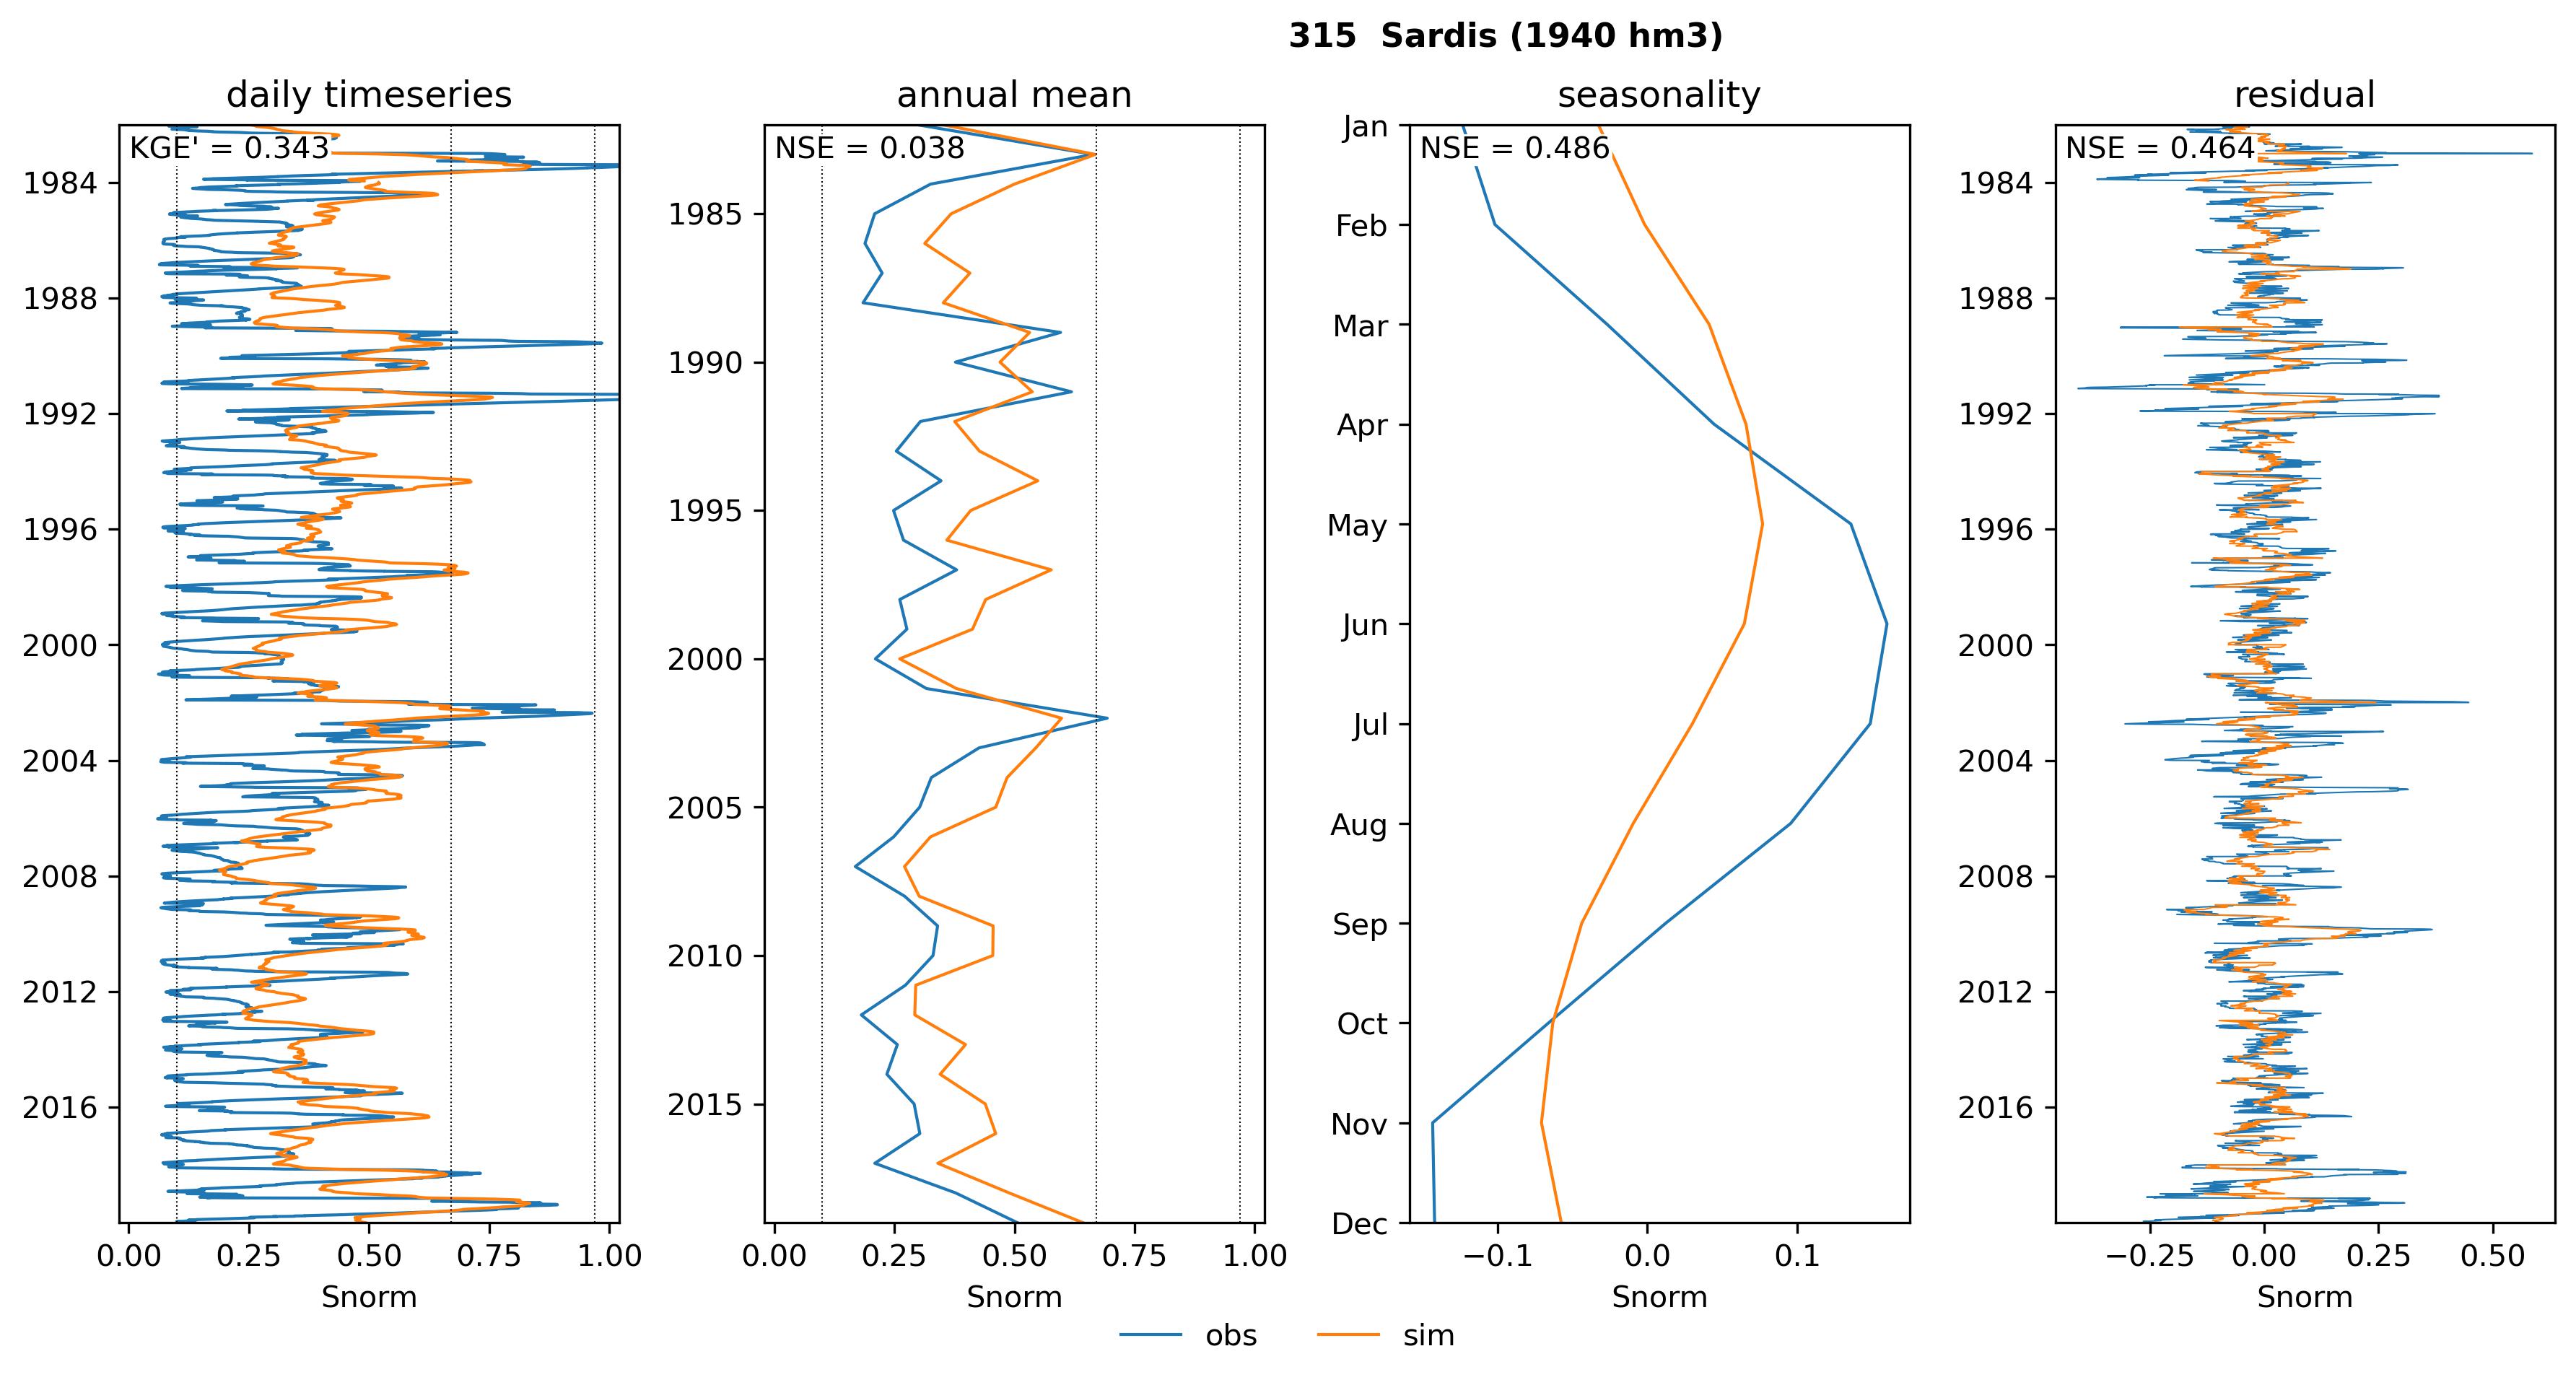 315  Sardis (1940 hm3)
daily timeseries
KGE' = 0.343
1984
1988
1992
1996
2000
2004
2008
2012
2016
0.00 0.25 0.50 0.75 1.00
Snorm
annual mean
NSE = 0.038
1985
1990
1995
2000
2005
2010
2015
0.00 0.25 0.50 0.75 1.00
Snorm
seasonality
NSE = 0.486
Jan
Feb
Mar
Apr
May
Jun
Jul
Aug
Sep
Oct
Nov
Dec
−0.1 0.0 0.1
Snorm
residual
NSE = 0.464
1984
1988
1992
1996
2000
2004
2008
2012
2016
−0.25 0.00 0.25 0.50
Snorm
obs sim